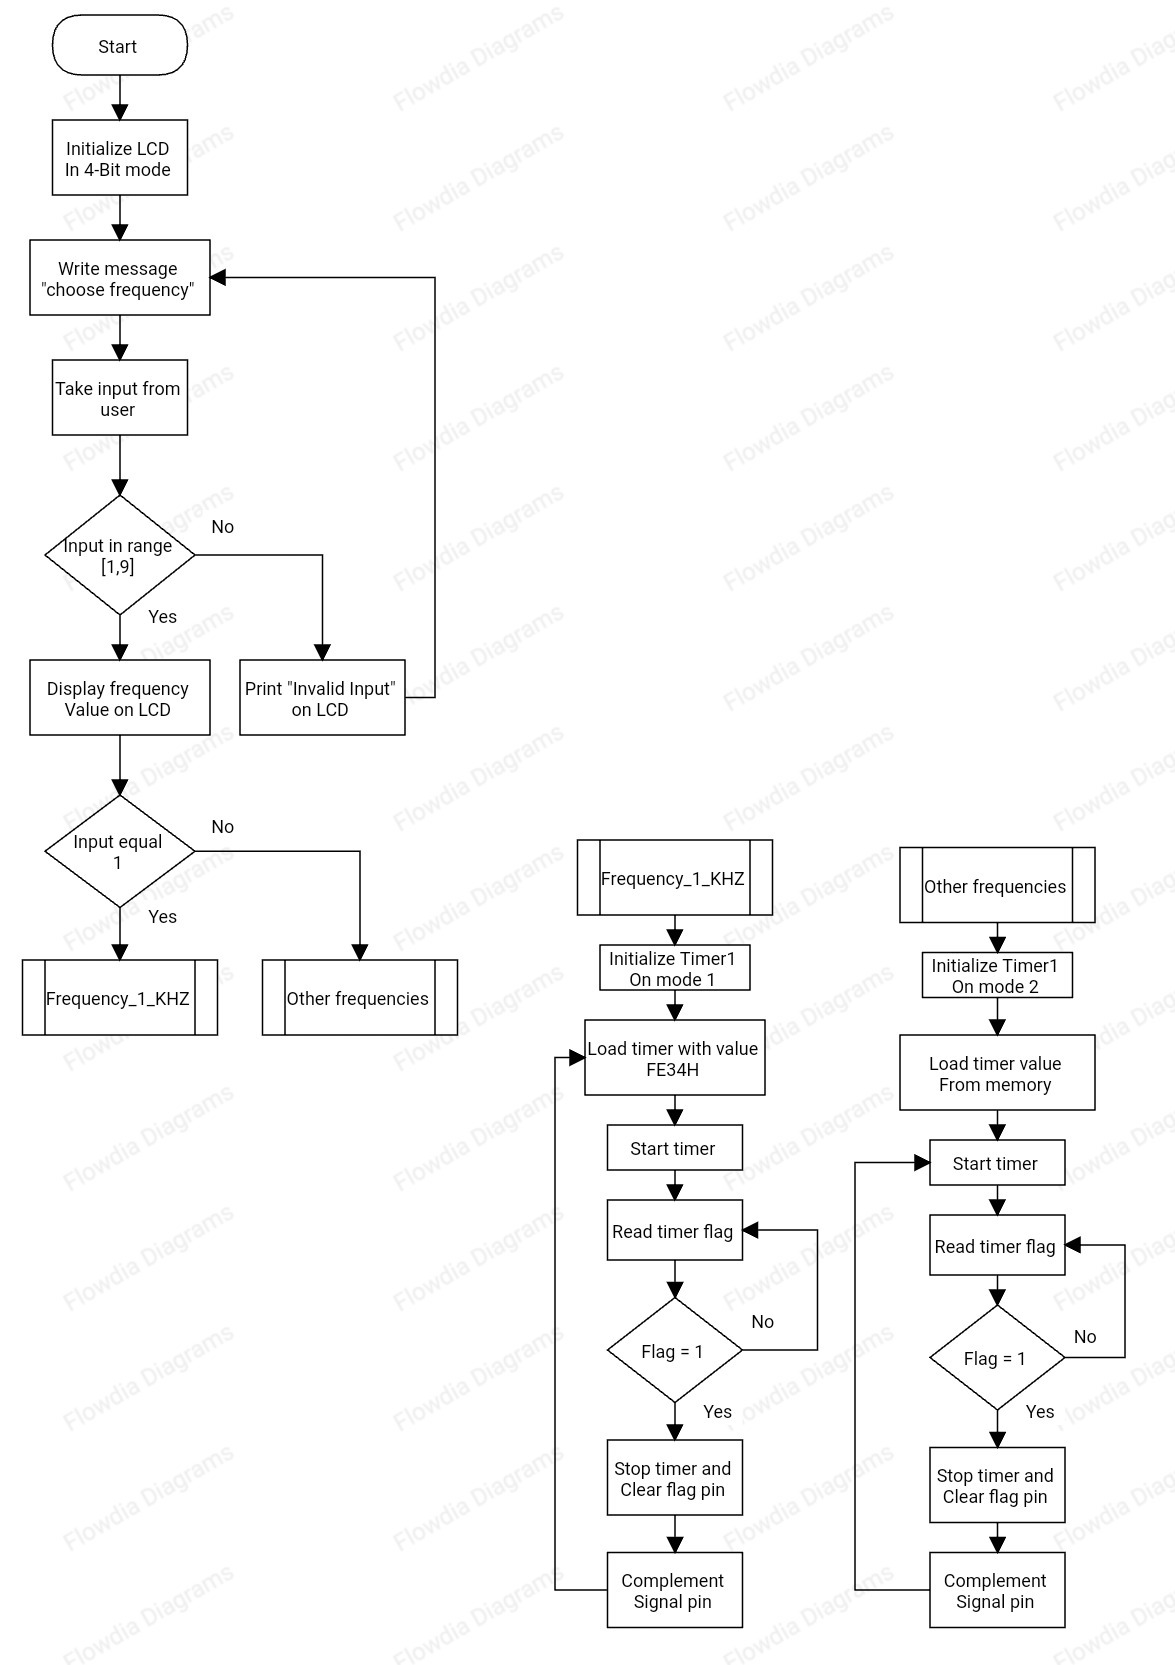 Start
Initialize LCD
In 4-Bit mode
Write message
"choose frequency"
Take input from
user
Input in range
[1,9]
No
Yes
Display frequency
Value on LCD
Print "Invalid Input"
on LCD
Input equal
1
No
Yes
Frequency_1_KHZ
Other frequencies
Frequency_1_KHZ
Initialize Timer1
On mode 1
Load timer with value
FE34H
Start timer
Read timer flag
Flag = 1
No
Yes
Stop timer and
Clear flag pin
Complement
Signal pin
Other frequencies
Initialize Timer1
On mode 2
Load timer value
From memory
Start timer
Read timer flag
Flag = 1
No
Yes
Stop timer and
Clear flag pin
Complement
Signal pin
Flowdia Diagrams